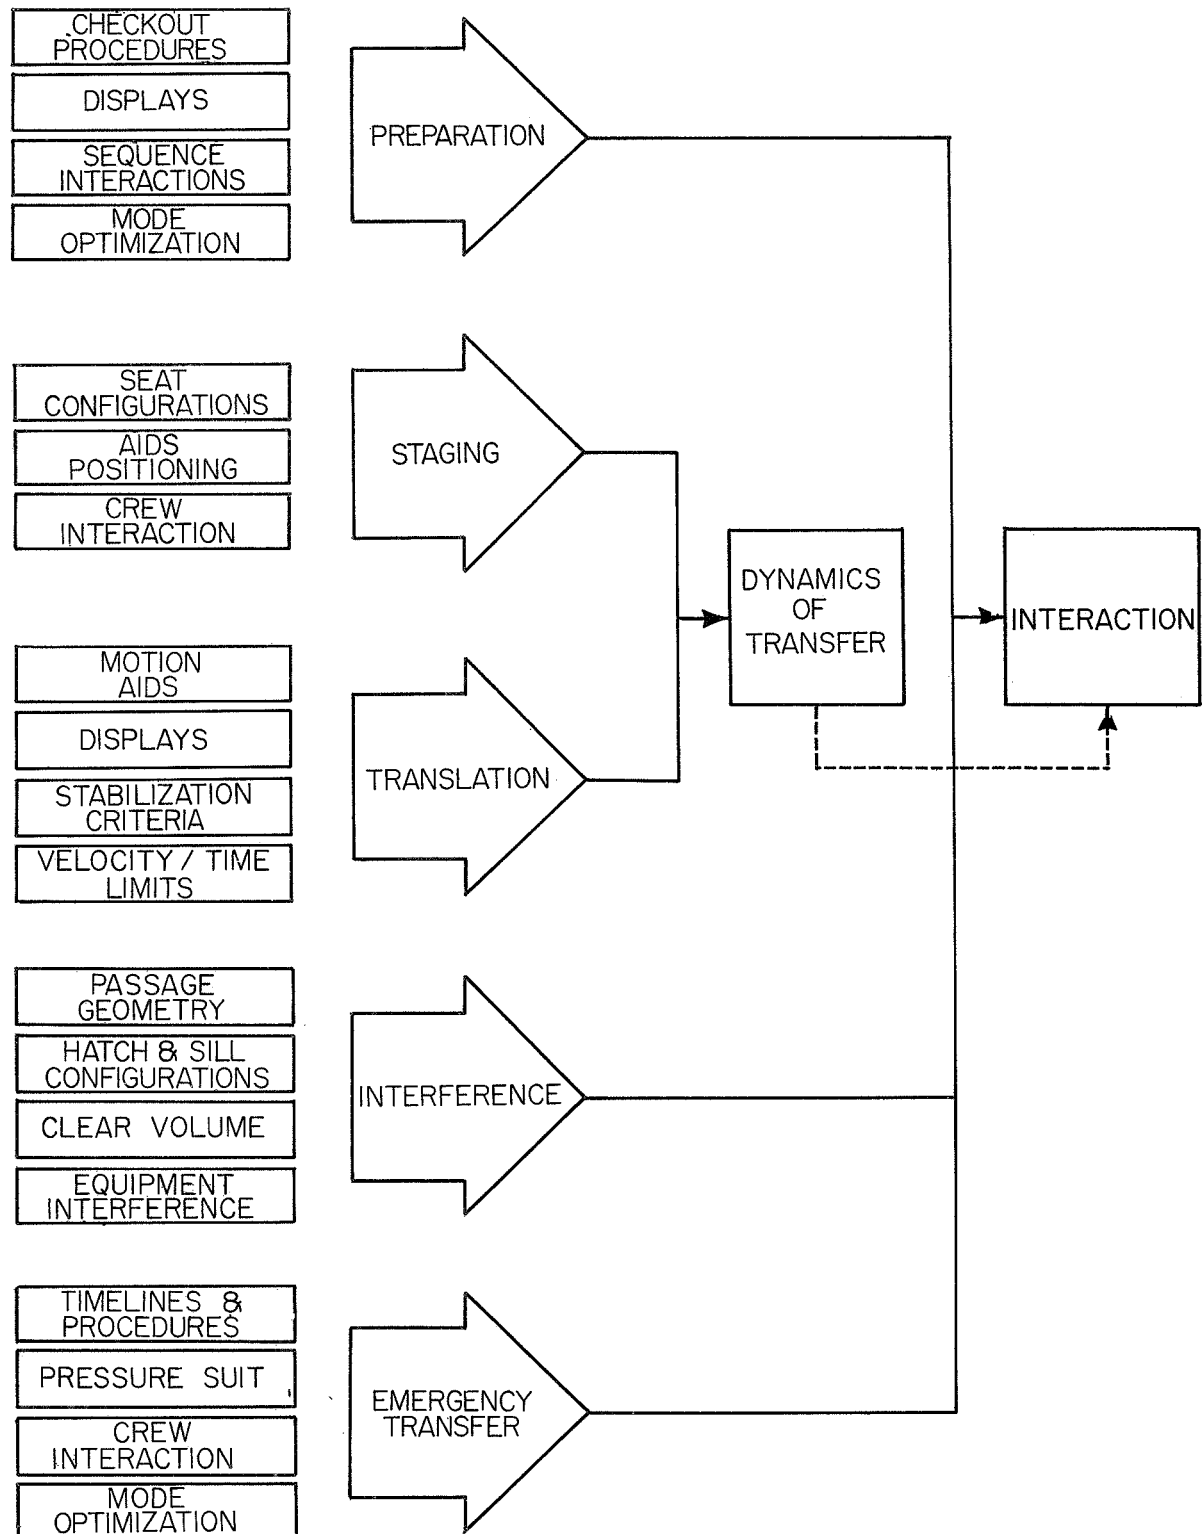 CHECKOUT
PROCEDURES
DISPLAYS
SEQUENCE
INTERACTIONS
MODE
OPTIMIZATION
PREPARATION
SEAT
CONFIGURATIONS
AIDS
POSITIONING
CREW
INTERACTION
STAGING
MOTION
AIDS
DISPLAYS
STABILIZATION
CRITERIA
VELOCITY / TIME
LIMITS
TRANSLATION
DYNAMICS
OF
TRANSFER
INTERACTION
PASSAGE
GEOMETRY
HATCH & SILL
CONFIGURATIONS
CLEAR VOLUME
EQUIPMENT
INTERFERENCE
INTERFERENCE
TIMELINES &
PROCEDURES
PRESSURE SUIT
CREW
INTERACTION
MODE
OPTIMIZATION
EMERGENCY
TRANSFER